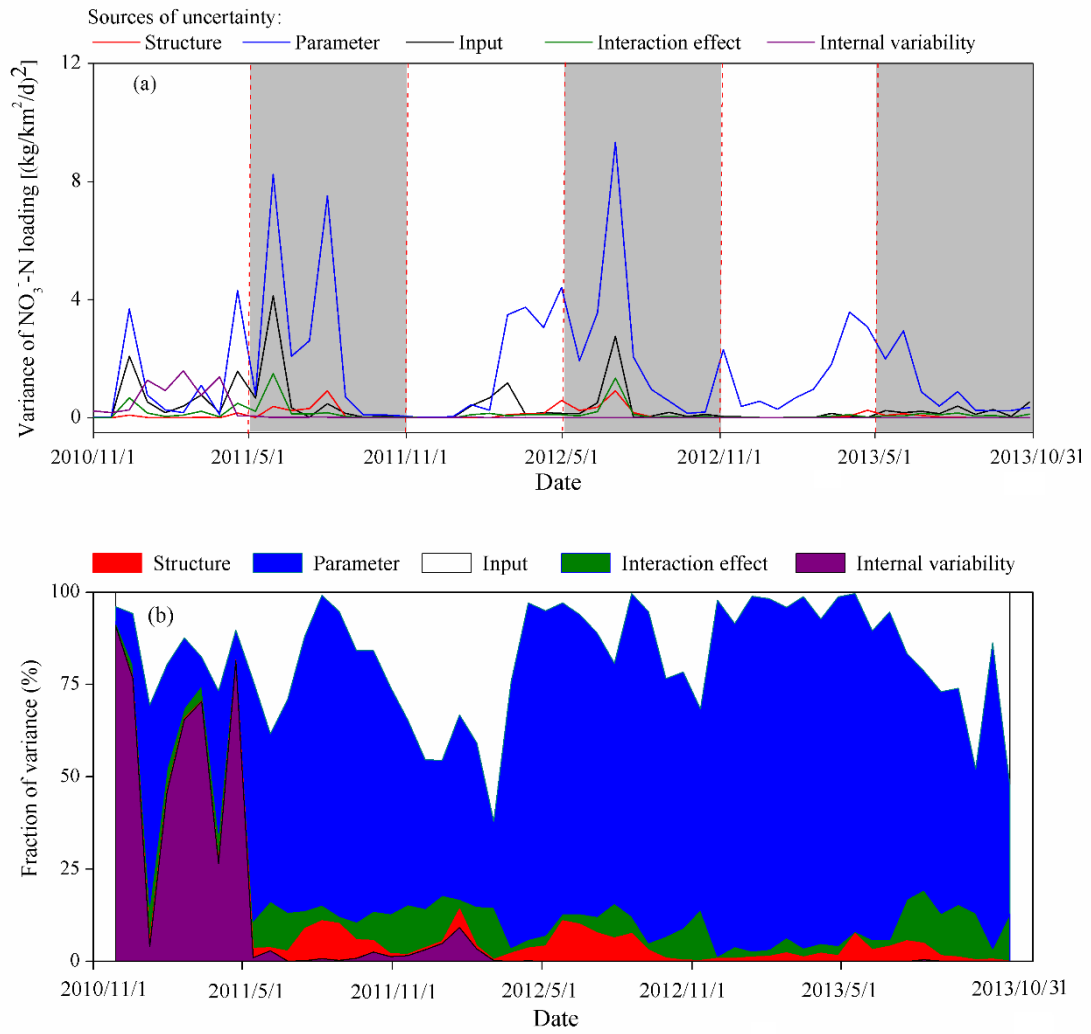 Sources of uncertainty:
Structure Parameter Input Interaction effect Internal variability
(a)
Variance of NO₃⁻-N loading [(kg/km²/d)²]
12
8
4
0
2010/11/1 2011/5/1 2011/11/1 2012/5/1 2012/11/1 2013/5/1 2013/10/31
Date
Structure Parameter Input Interaction effect Internal variability
(b)
Fraction of variance (%)
100
75
50
25
0
2010/11/1 2011/5/1 2011/11/1 2012/5/1 2012/11/1 2013/5/1 2013/10/31
Date